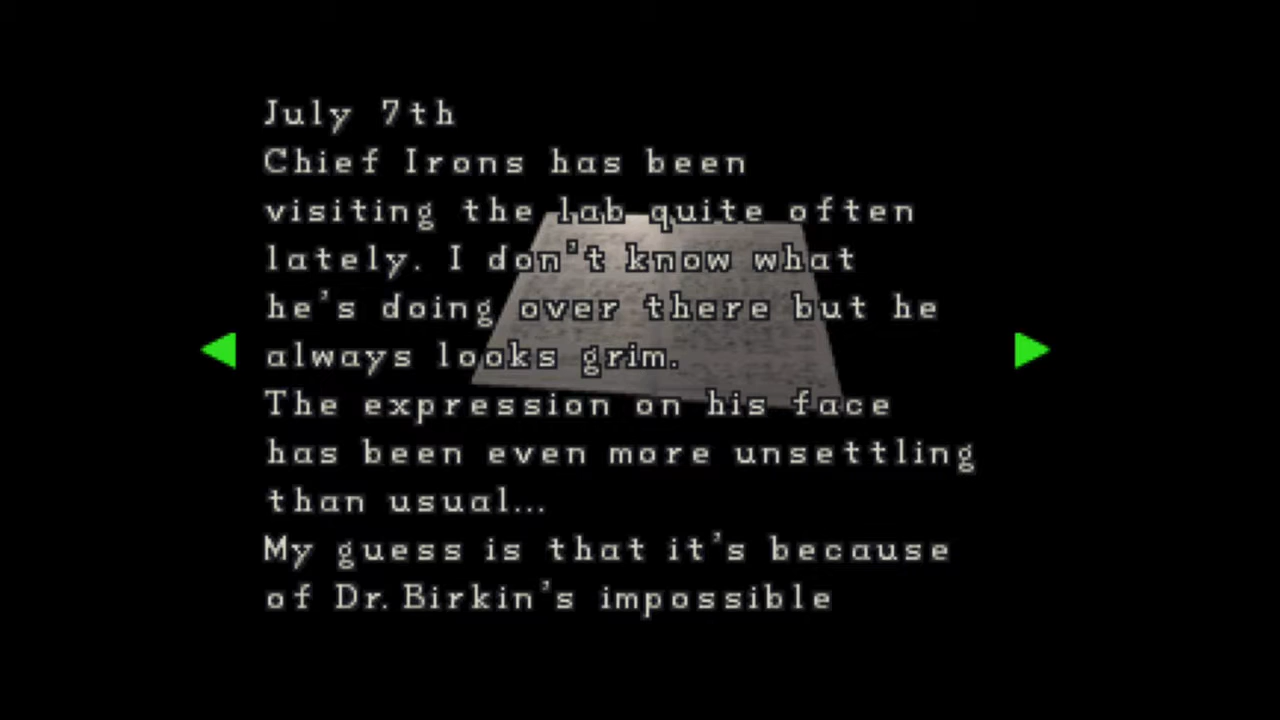 July 7th
Chief Irons has been
visiting the lab quite often
lately. I don't know what
he's doing over there but he
always looks grim.
The expression on his face
has been even more unsettling
than usual...
My guess is that it's because
of Dr. Birkin's impossible